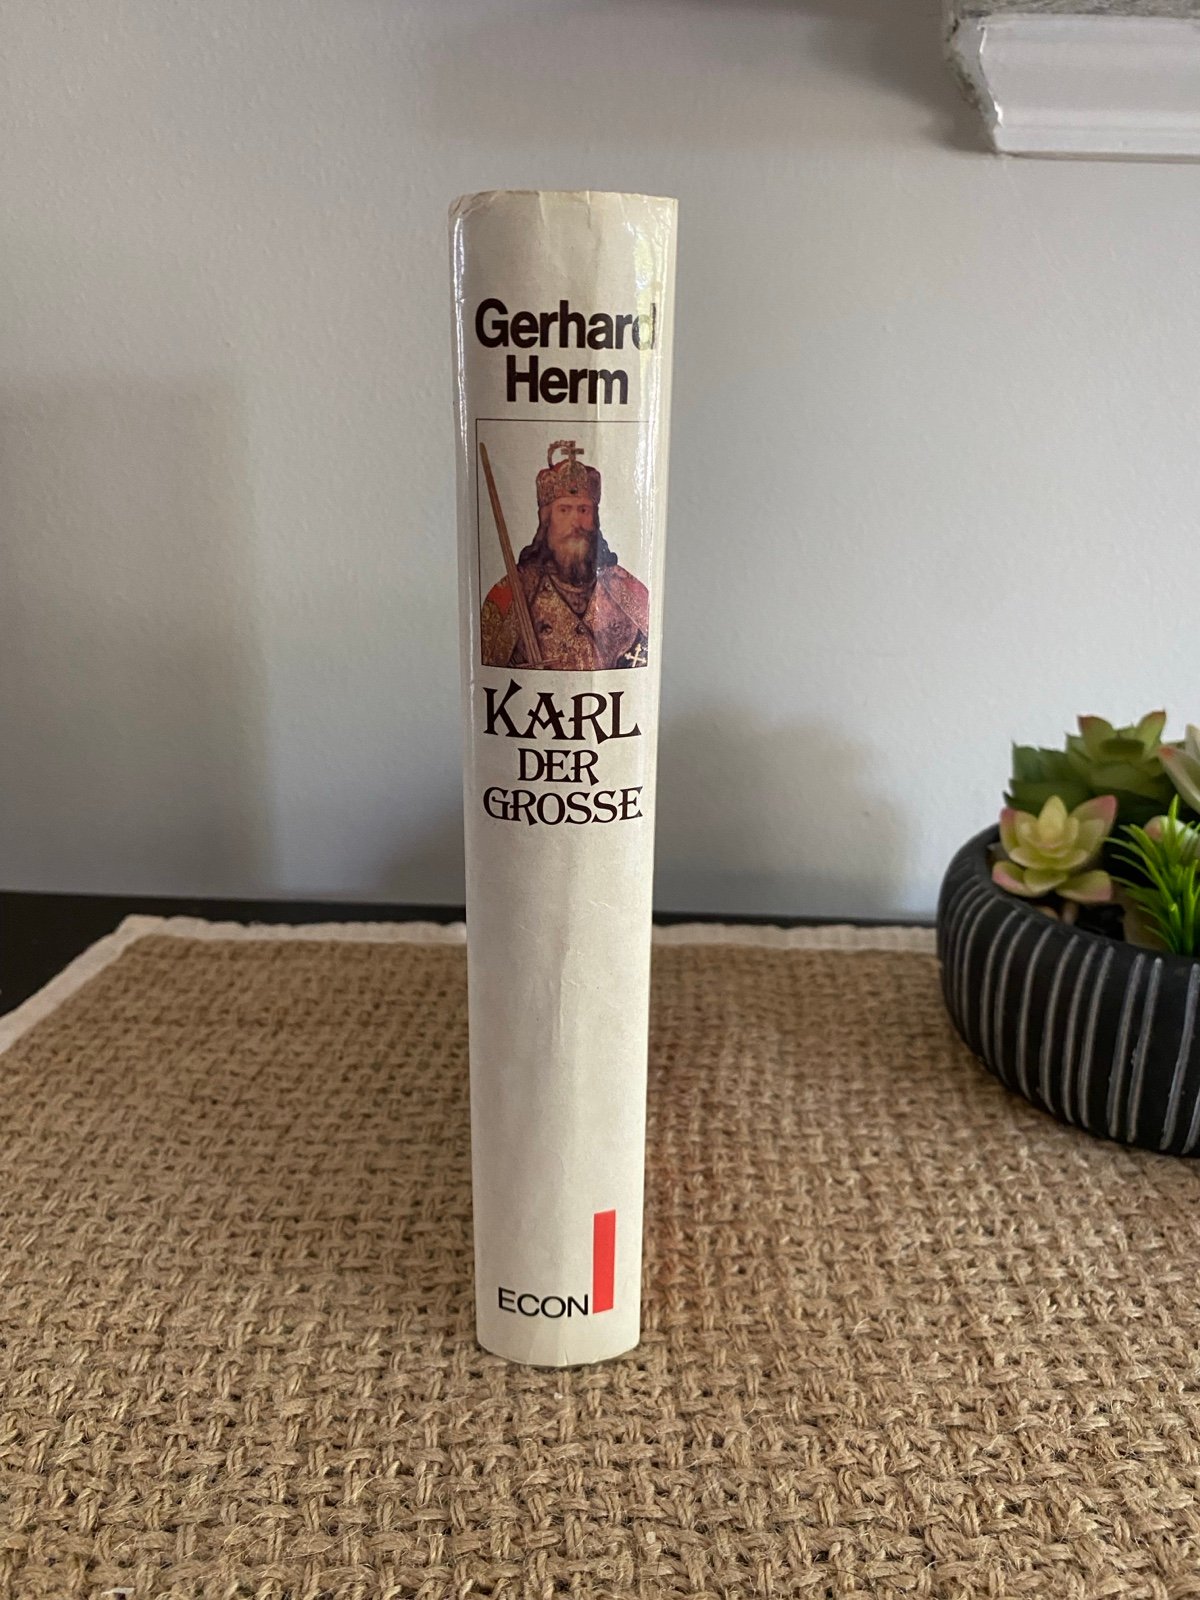 Gerhard
Herm
KARL
DER
GROSSE
ECON